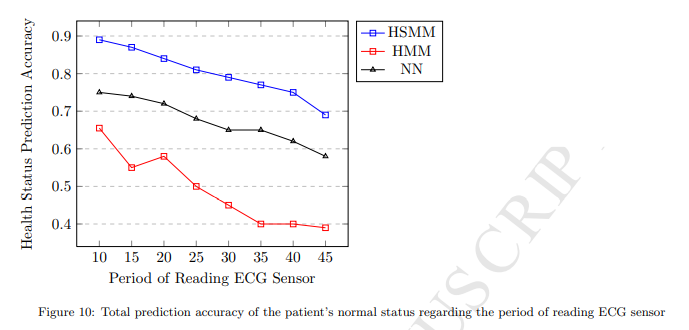 Health Status Prediction Accuracy
0.9
0.8
0.7
0.6
0.5
0.4
10 15 20 25 30 35 40 45
Period of Reading ECG Sensor
HSMM
HMM
NN
USCRIP
Figure 10: Total prediction accuracy of the patient's normal status regarding the period of reading ECG sensor